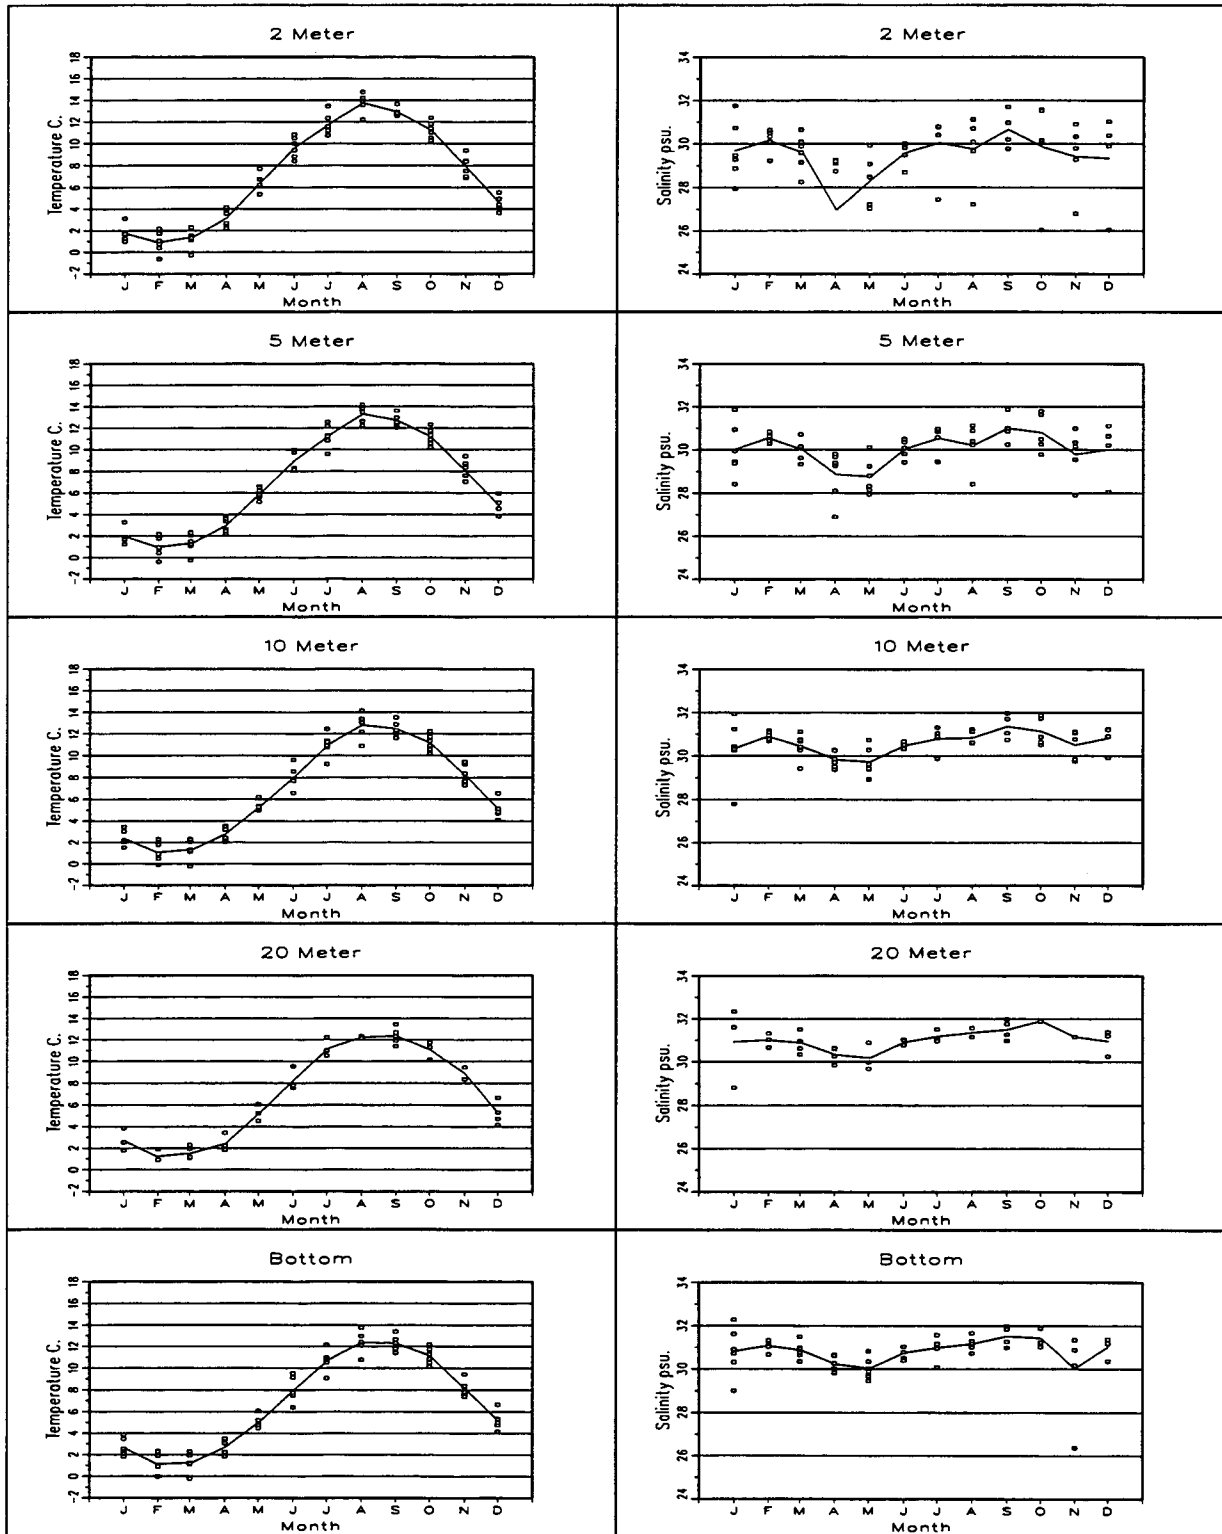 2 Meter
Temperature C.
18
16
14
12
10
8
6
4
2
0
-2
J F M A M J J A S O N D
Month
2 Meter
Salinity psu.
34
32
30
28
26
24
J F M A M J J A S O N D
Month
5 Meter
Temperature C.
18
16
14
12
10
8
6
4
2
0
-2
J F M A M J J A S O N D
Month
5 Meter
Salinity psu.
34
32
30
28
26
24
J F M A M J J A S O N D
Month
10 Meter
Temperature C.
18
16
14
12
10
8
6
4
2
0
-2
J F M A M J J A S O N D
Month
10 Meter
Salinity psu.
34
32
30
28
26
24
J F M A M J J A S O N D
Month
20 Meter
Temperature C.
18
16
14
12
10
8
6
4
2
0
-2
J F M A M J J A S O N D
Month
20 Meter
Salinity psu.
34
32
30
28
26
24
J F M A M J J A S O N D
Month
Bottom
Temperature C.
18
16
14
12
10
8
6
4
2
0
-2
J F M A M J J A S O N D
Month
Bottom
Salinity psu.
34
32
30
28
26
24
J F M A M J J A S O N D
Month